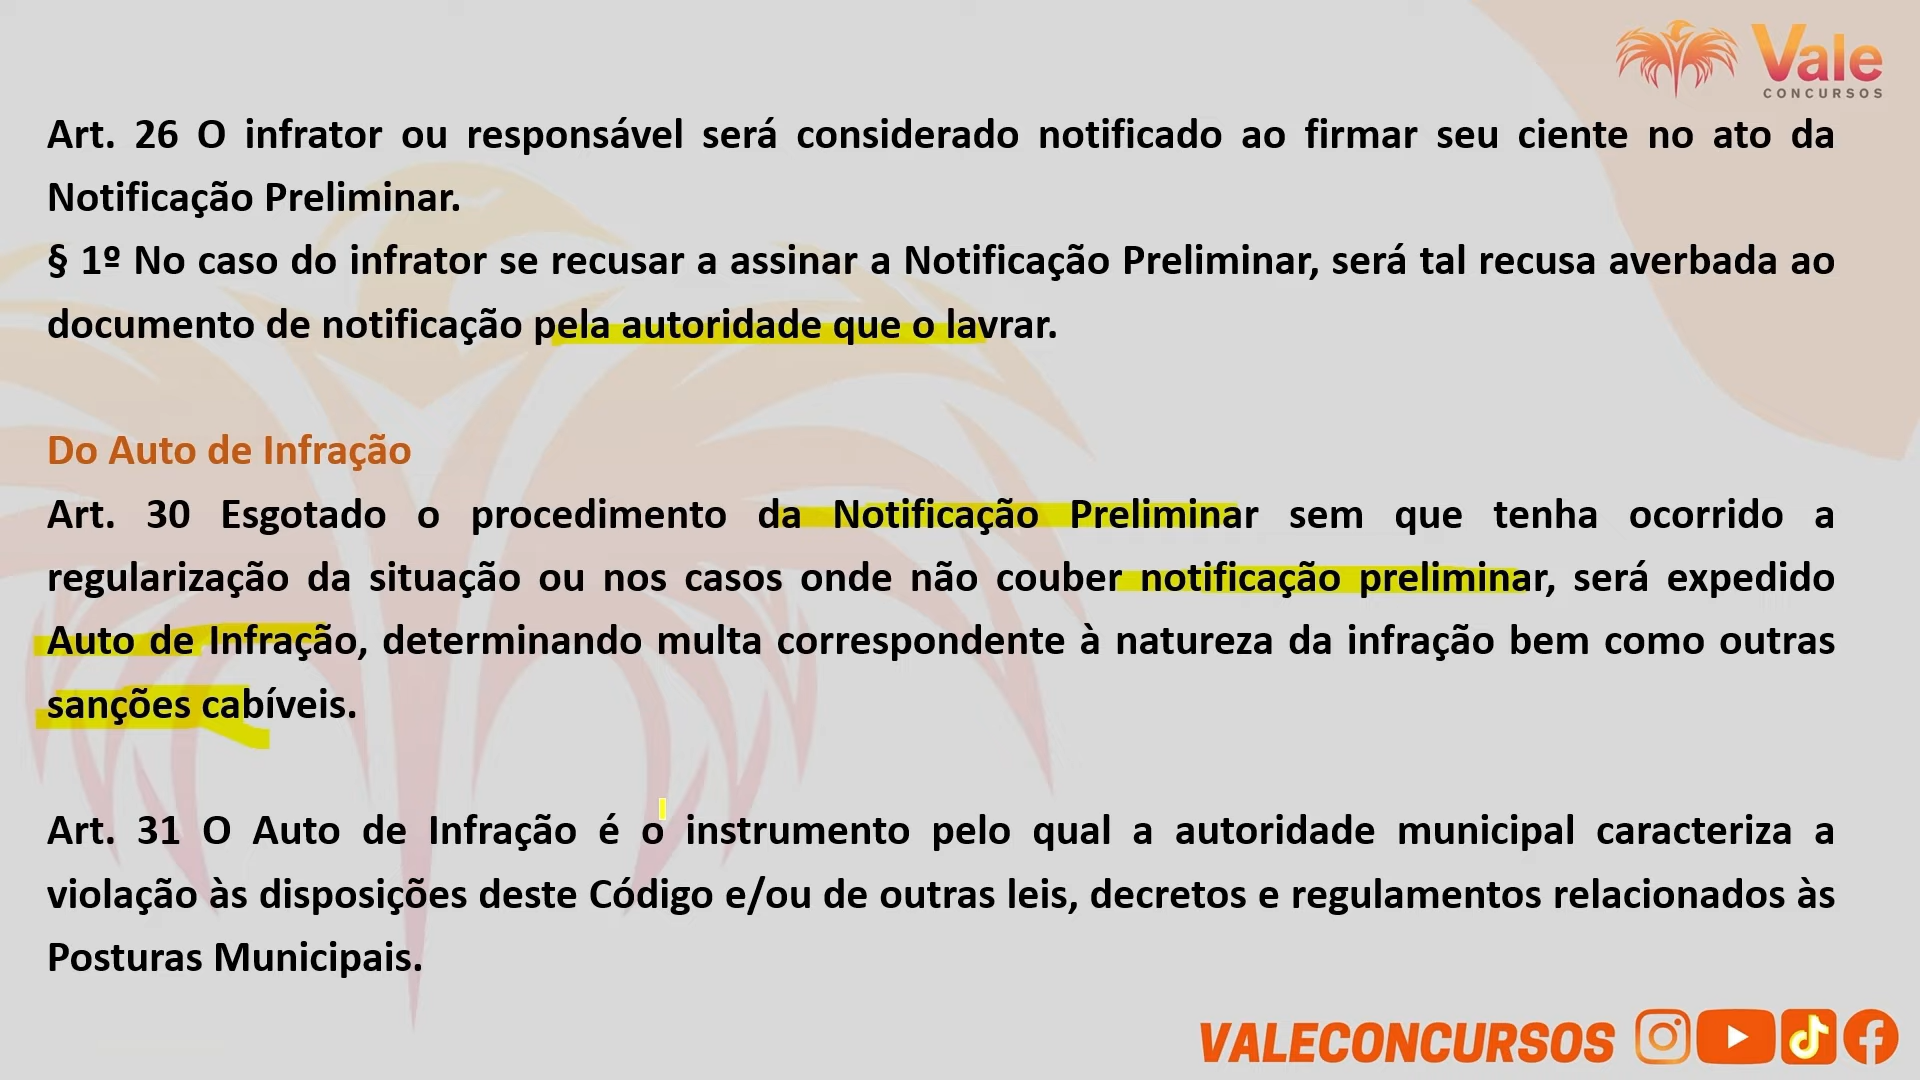 Vale
CONCURSOS
Art. 26 O infrator ou responsável será considerado notificado ao firmar seu ciente no ato da
Notificação Preliminar.
§ 1º No caso do infrator se recusar a assinar a Notificação Preliminar, será tal recusa averbada ao
documento de notificação pela autoridade que o lavrar.
Do Auto de Infração
Art. 30 Esgotado o procedimento da Notificação Preliminar sem que tenha ocorrido a
regularização da situação ou nos casos onde não couber notificação preliminar, será expedido
Auto de Infração, determinando multa correspondente à natureza da infração bem como outras
sanções cabíveis.
Art. 31 O Auto de Infração é o instrumento pelo qual a autoridade municipal caracteriza a
violação às disposições deste Código e/ou de outras leis, decretos e regulamentos relacionados às
Posturas Municipais.
VALECONCURSOS